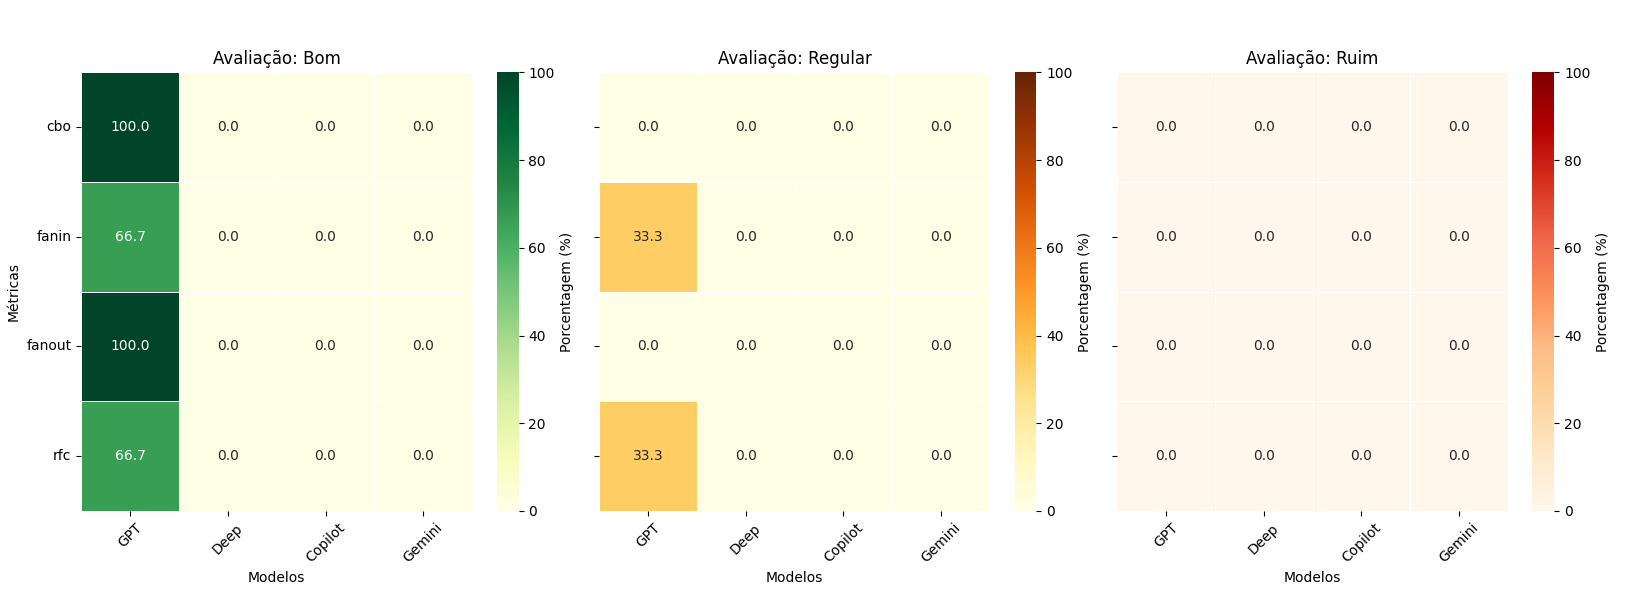 Avaliação: Bom
Métricas
cbo 100.0 0.0 0.0 0.0
fanin 66.7 0.0 0.0 0.0
fanout 100.0 0.0 0.0 0.0
rfc 66.7 0.0 0.0 0.0
GPT Deep Copilot Gemini
Modelos
100
80
60
40
20
0
Porcentagem (%)
Avaliação: Regular
0.0 0.0 0.0 0.0
33.3 0.0 0.0 0.0
0.0 0.0 0.0 0.0
33.3 0.0 0.0 0.0
GPT Deep Copilot Gemini
Modelos
100
80
60
40
20
0
Porcentagem (%)
Avaliação: Ruim
0.0 0.0 0.0 0.0
0.0 0.0 0.0 0.0
0.0 0.0 0.0 0.0
0.0 0.0 0.0 0.0
GPT Deep Copilot Gemini
Modelos
100
80
60
40
20
0
Porcentagem (%)